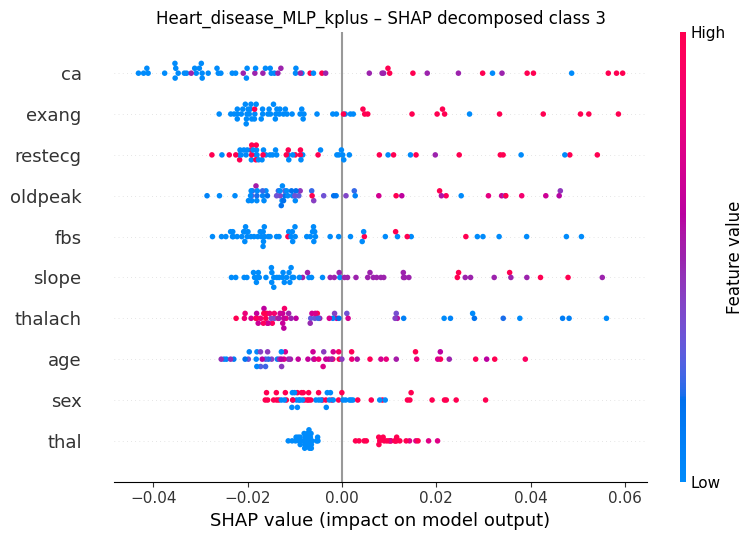 Heart_disease_MLP_kplus – SHAP decomposed class 3
High
ca
exang
restecg
oldpeak
fbs
slope
thalach
age
sex
thal
Feature value
Low
−0.04 −0.02 0.00 0.02 0.04 0.06
SHAP value (impact on model output)